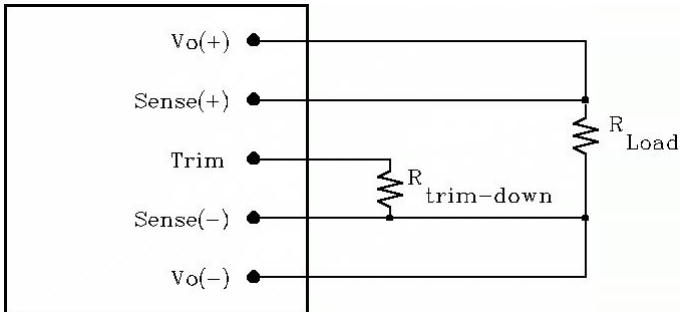 Vo(+)
Sense(+)
R
Load
Trim
R
trim-down
Sense(-)
Vo(-)